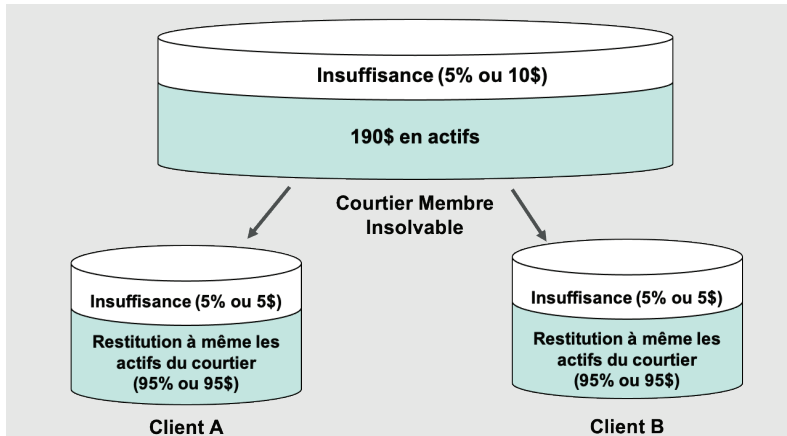 Insuffisance (5% ou 10$)
190$ en actifs
Courtier Membre
Insolvable
Insuffisance (5% ou 5$)
Restitution à même les
actifs du courtier
(95% ou 95$)
Client A
Insuffisance (5% ou 5$)
Restitution à même les
actifs du courtier
(95% ou 95$)
Client B